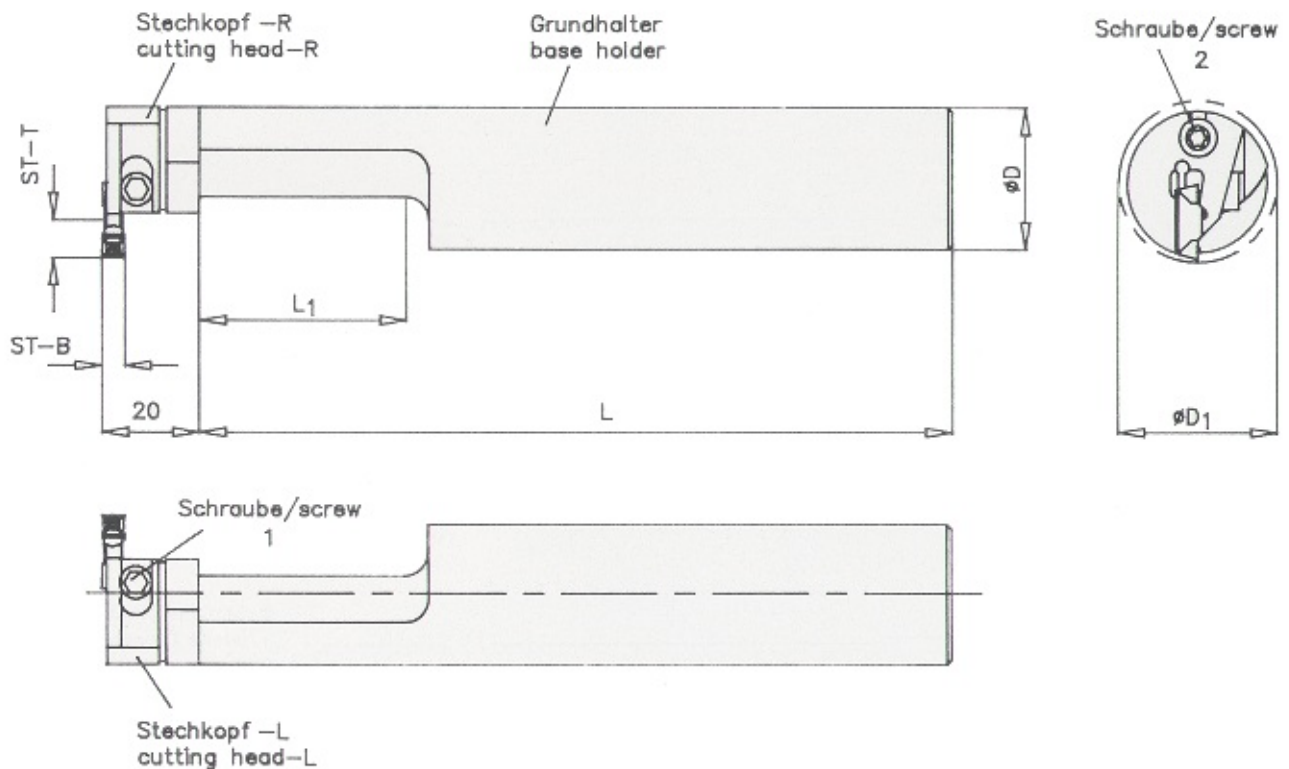 Stechkopf –R
cutting head–R
Grundhalter
base holder
Schraube/screw
2
ST–T
øD
L1
ST–B
20
L
øD1
Schraube/screw
1
Stechkopf –L
cutting head–L